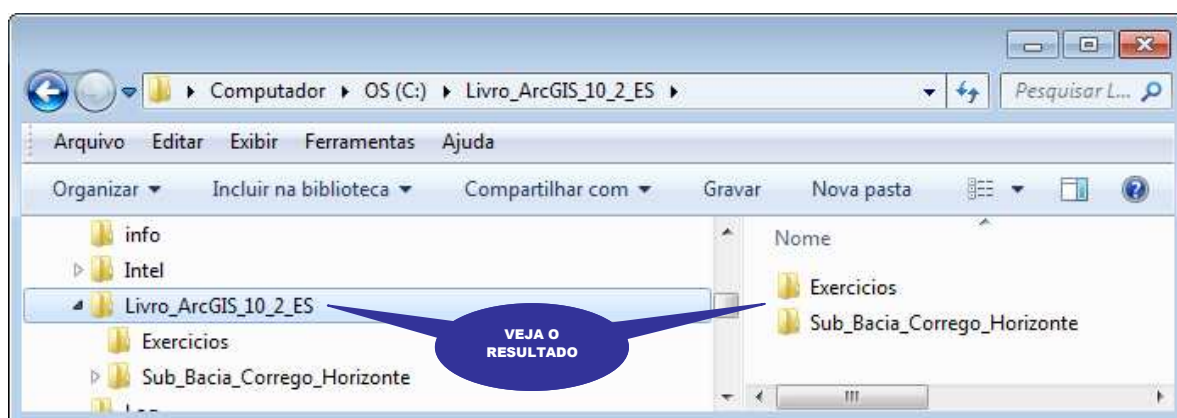 Computador OS (C:) Livro_ArcGIS_10_2_ES
Pesquisar L...
Arquivo Editar Exibir Ferramentas Ajuda
Organizar Incluir na biblioteca Compartilhar com Gravar Nova pasta
info
Intel
Livro_ArcGIS_10_2_ES
Exercicios
Sub_Bacia_Corrego_Horizonte
VEJA O
RESULTADO
Nome
Exercicios
Sub_Bacia_Corrego_Horizonte